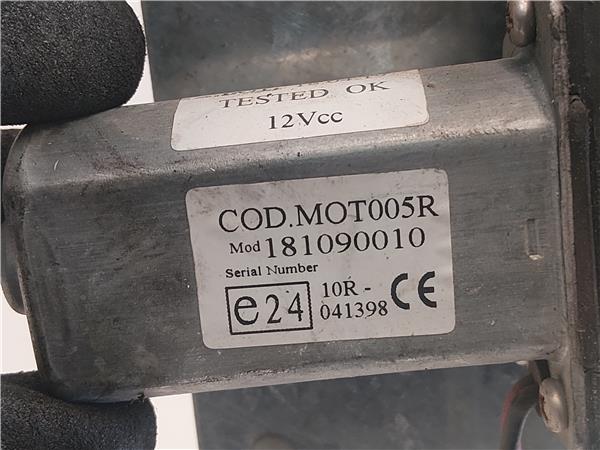 TESTED OK
12Vcc
COD.MOT005R
Mod 181090010
Serial Number
e24 10R - CE
041398